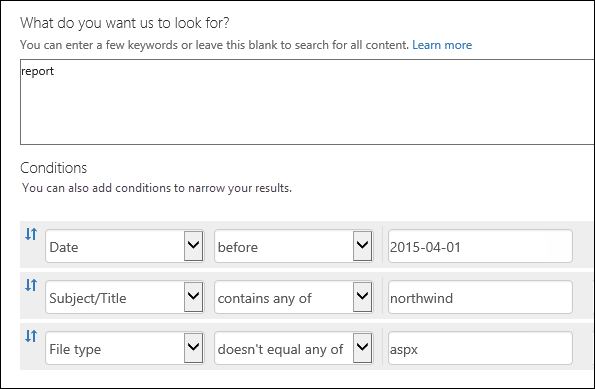 What do you want us to look for?
You can enter a few keywords or leave this blank to search for all content. Learn more
report
Conditions
You can also add conditions to narrow your results.
Date before 2015-04-01
Subject/Title contains any of northwind
File type doesn't equal any of aspx